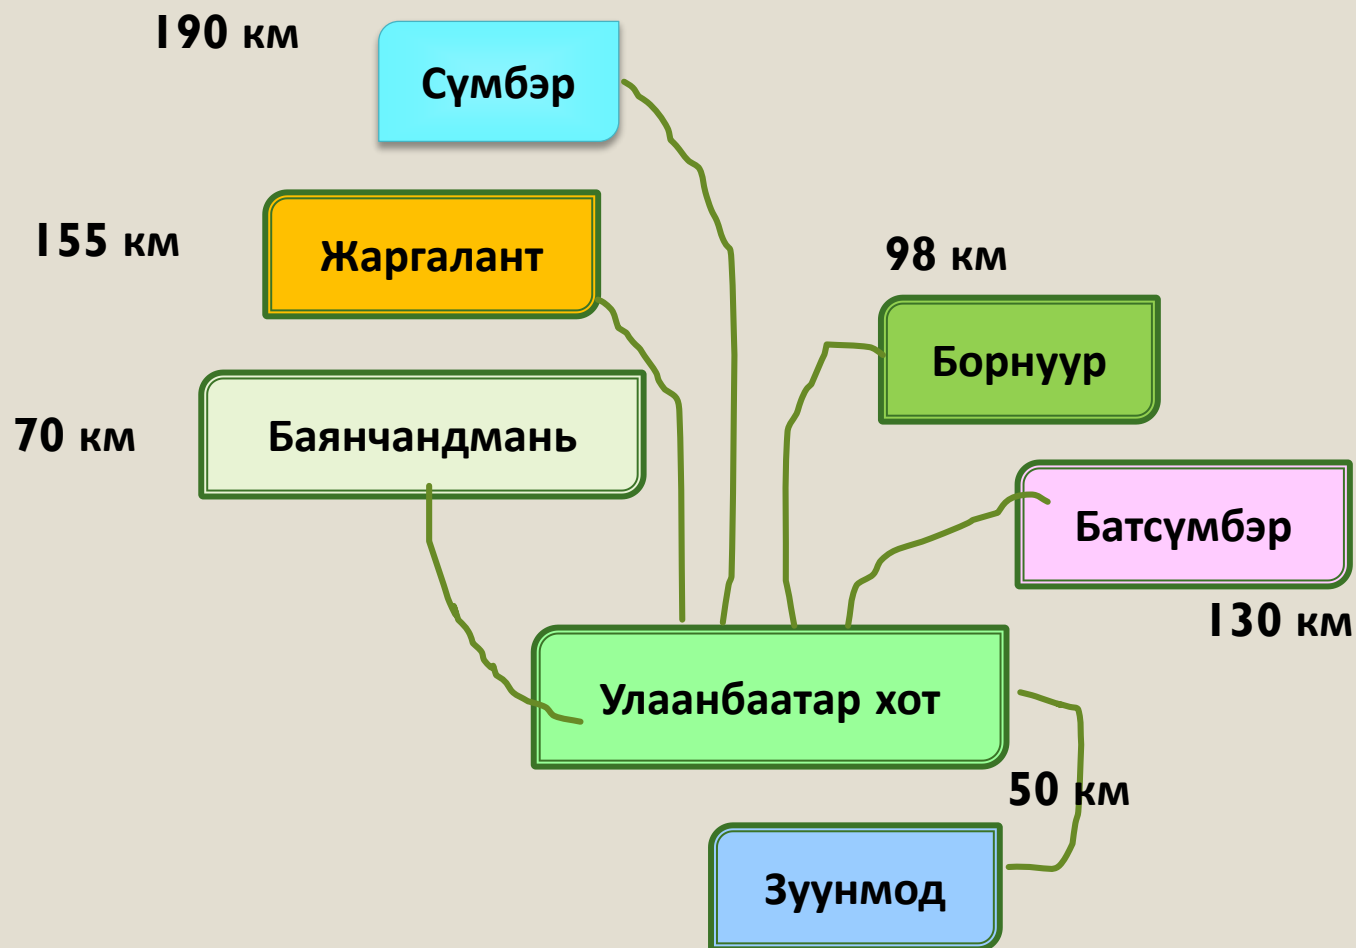 190 км
Сүмбэр
155 км
Жаргалант
98 км
Борнуур
70 км
Баянчандмань
Батсүмбэр
130 км
Улаанбаатар хот
50 км
Зуунмод